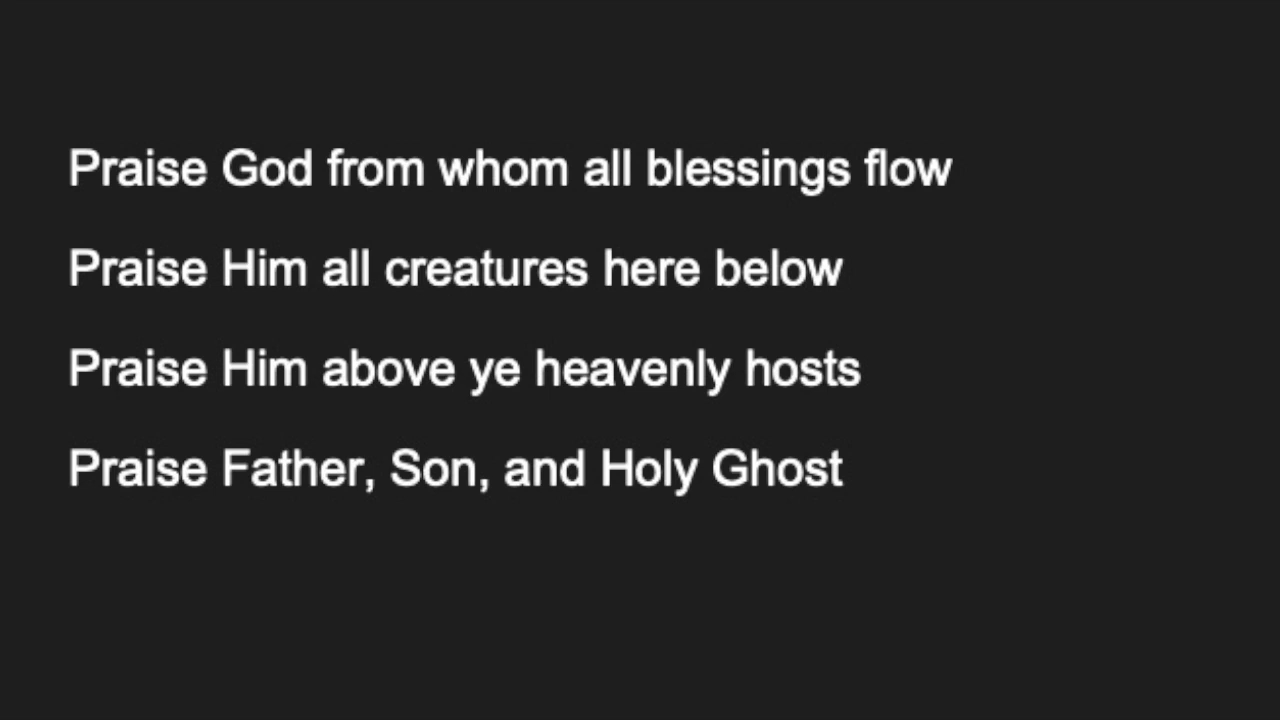 Praise God from whom all blessings flow
Praise Him all creatures here below
Praise Him above ye heavenly hosts
Praise Father, Son, and Holy Ghost